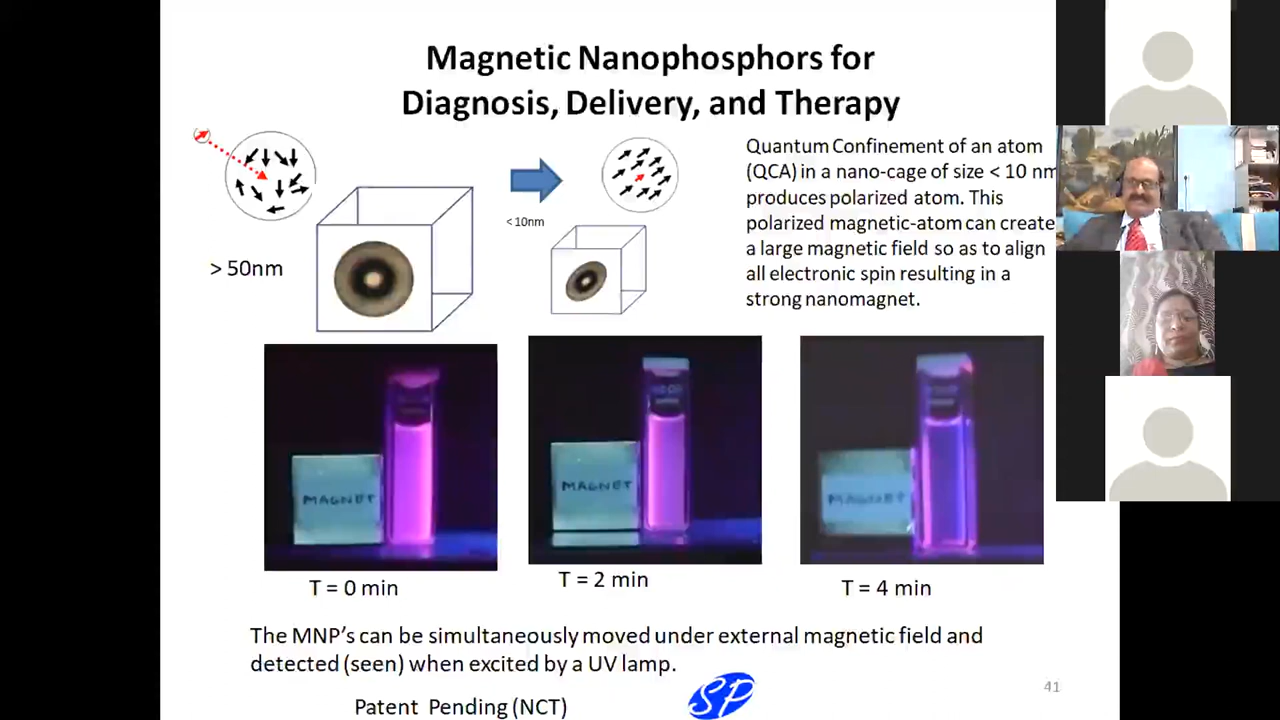 Magnetic Nanophosphors for
Diagnosis, Delivery, and Therapy
Quantum Confinement of an atom
(QCA) in a nano-cage of size < 10 nm
produces polarized atom. This
polarized magnetic-atom can create
a large magnetic field so as to align
all electronic spin resulting in a
strong nanomagnet.
< 10nm
> 50nm
MAGNET
MAGNET
MAGNET
T = 0 min
T = 2 min
T = 4 min
The MNP's can be simultaneously moved under external magnetic field and
detected (seen) when excited by a UV lamp.
Patent Pending (NCT)
SP
41